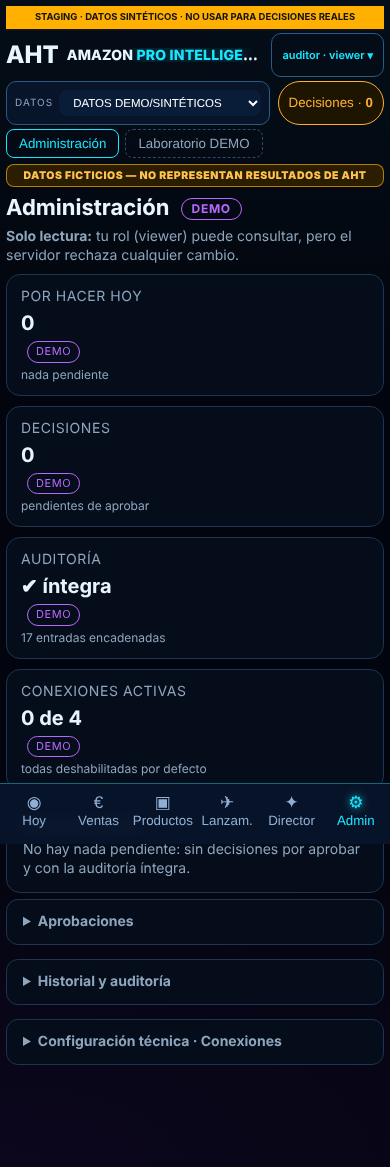 STAGING · DATOS SINTÉTICOS · NO USAR PARA DECISIONES REALES
AHT AMAZON PRO INTELLIGE...
auditor · viewer ▾
DATOS DATOS DEMO/SINTÉTICOS
Decisiones · 0
Administración
Laboratorio DEMO
DATOS FICTICIOS — NO REPRESENTAN RESULTADOS DE AHT
Administración DEMO
Solo lectura: tu rol (viewer) puede consultar, pero el
servidor rechaza cualquier cambio.
POR HACER HOY
0
DEMO
nada pendiente
DECISIONES
0
DEMO
pendientes de aprobar
AUDITORÍA
✔ íntegra
DEMO
17 entradas encadenadas
CONEXIONES ACTIVAS
0 de 4
DEMO
todas deshabilitadas por defecto
◉ Hoy
€ Ventas
▣ Productos
✈ Lanzam.
✦ Director
⚙ Admin
No hay nada pendiente: sin decisiones por aprobar
y con la auditoría íntegra.
▶ Aprobaciones
▶ Historial y auditoría
▶ Configuración técnica · Conexiones